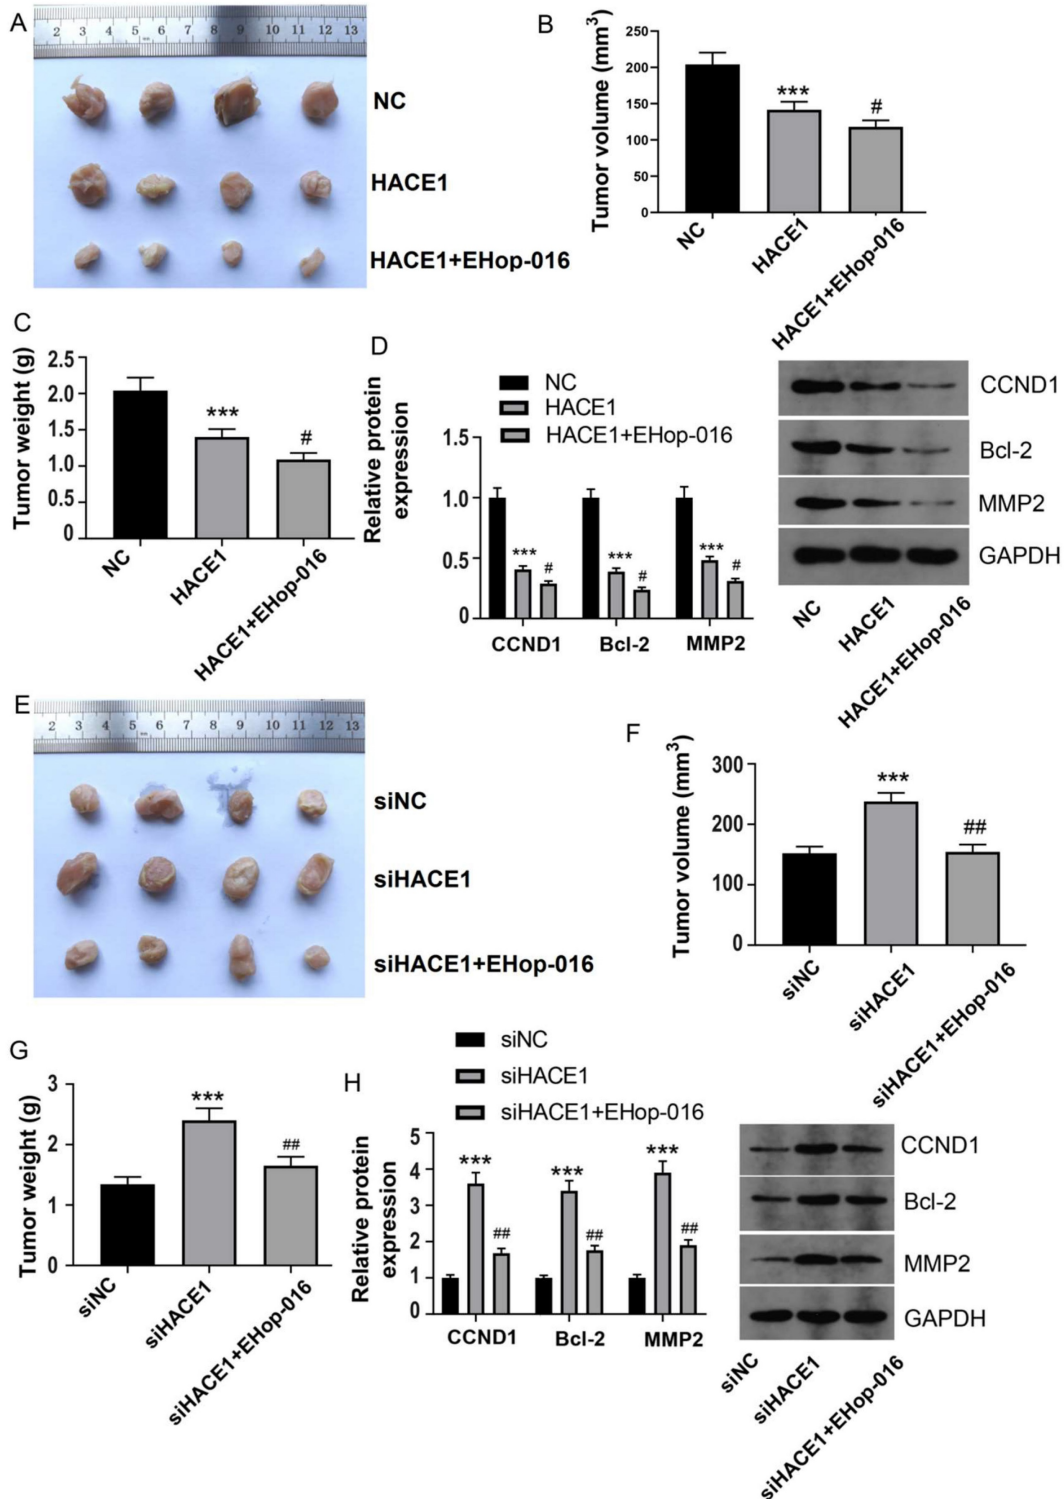 A
2 3 4 5 6 7 8 9 10 11 12 13
NC
HACE1
HACE1+EHop-016
B
Tumor volume (mm3)
250
200
150
100
50
0
***
#
NC
HACE1
HACE1+EHop-016
C
Tumor weight (g)
2.5
2.0
1.5
1.0
0.5
0
***
#
NC
HACE1
HACE1+EHop-016
D
NC
HACE1
HACE1+EHop-016
Relative protein
expression
1.5
1.0
0.5
0
***
#
***
#
***
#
CCND1
Bcl-2
MMP2
CCND1
Bcl-2
MMP2
GAPDH
NC
HACE1
HACE1+EHop-016
E
2 3 4 5 6 7 8 9 10 11 12 13
siNC
siHACE1
siHACE1+EHop-016
F
Tumor volume (mm3)
300
200
100
0
***
##
siNC
siHACE1
siHACE1+EHop-016
G
Tumor weight (g)
3
2
1
0
***
##
siNC
siHACE1
siHACE1+EHop-016
H
siNC
siHACE1
siHACE1+EHop-016
Relative protein
expression
5
4
3
2
1
0
***
##
***
##
***
##
CCND1
Bcl-2
MMP2
CCND1
Bcl-2
MMP2
GAPDH
siNC
siHACE1
siHACE1+EHop-016